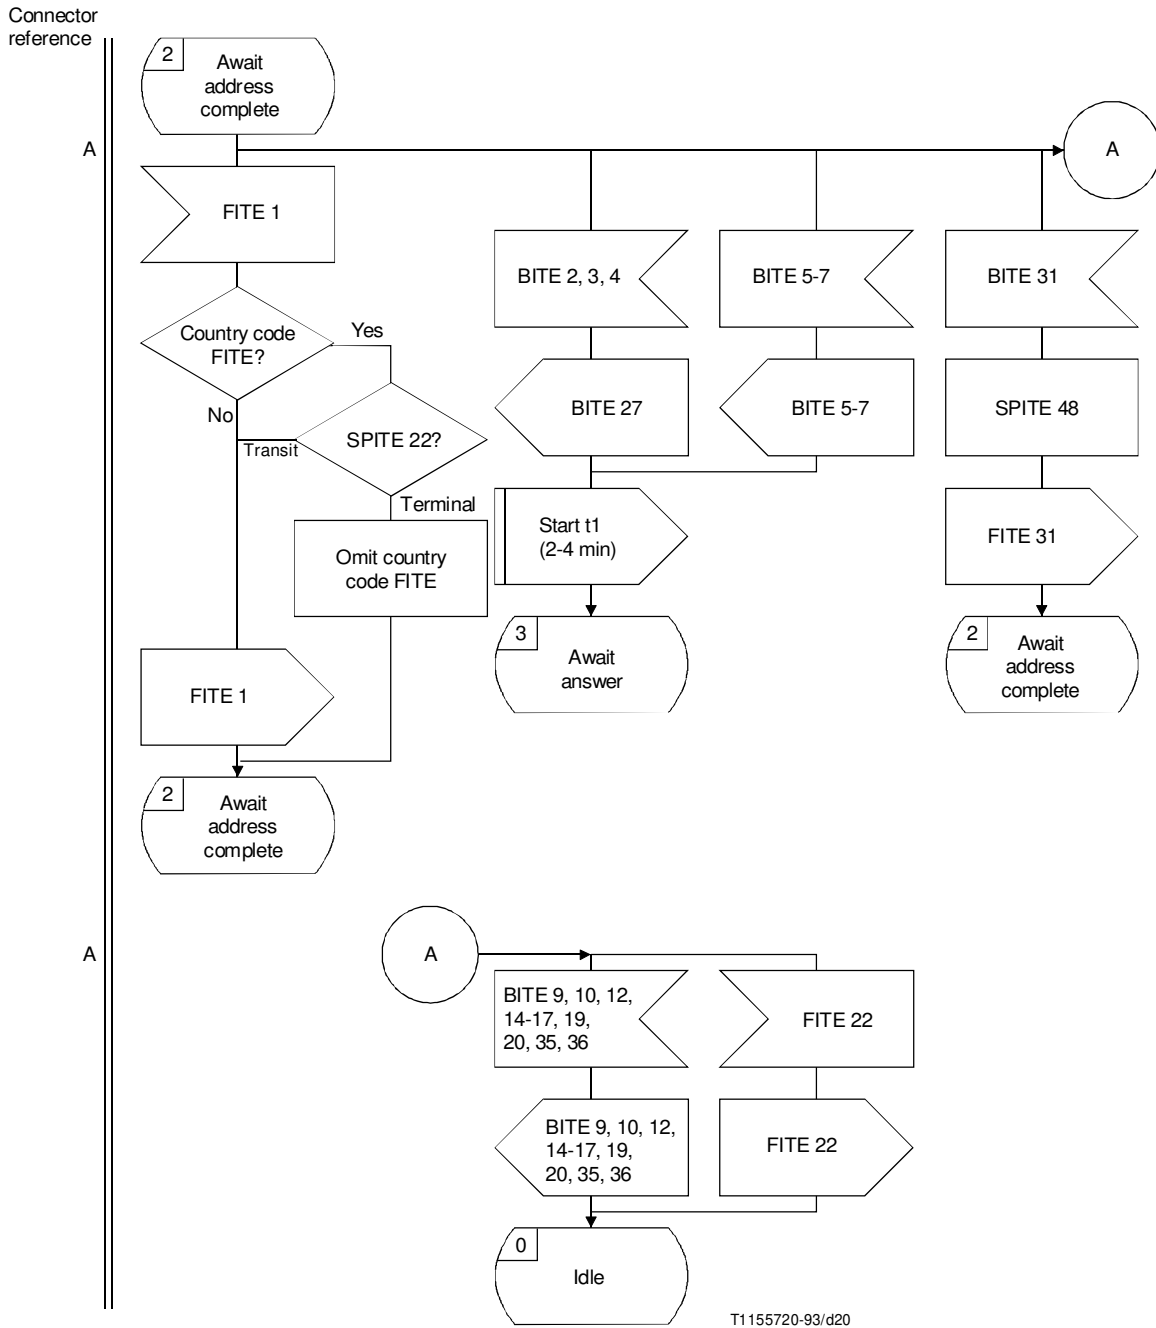 Connector
reference
2
Await
address
complete
A
A
FITE 1
BITE 2, 3, 4
BITE 5-7
BITE 31
Country code
FITE?
Yes
No
BITE 27
BITE 5-7
SPITE 48
SPITE 22?
Transit
Terminal
Omit country
code FITE
Start t1
(2-4 min)
FITE 31
3
Await
answer
2
Await
address
complete
FITE 1
2
Await
address
complete
A
A
BITE 9, 10, 12,
14-17, 19,
20, 35, 36
FITE 22
BITE 9, 10, 12,
14-17, 19,
20, 35, 36
FITE 22
0
Idle
T1155720-93/d20